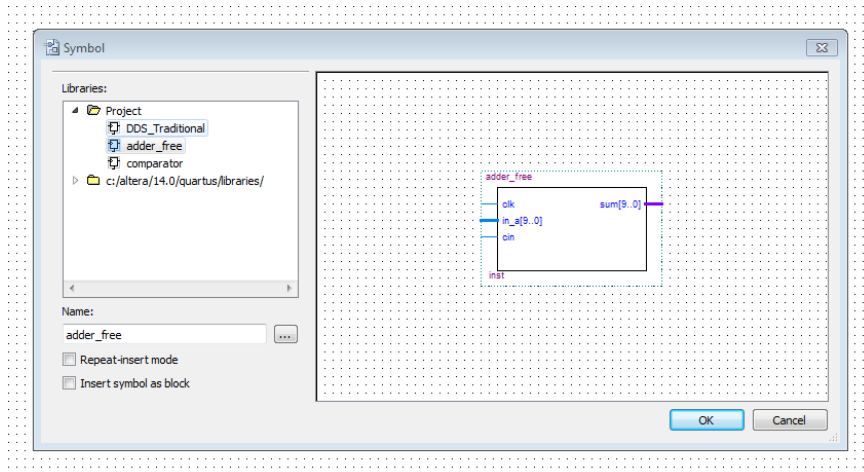 Symbol
Libraries:
Project
DDS_Traditional
adder_free
comparator
c:/altera/14.0/quartus/libraries/
Name:
adder_free
...
Repeat-insert mode
Insert symbol as block
adder_free
clk sum[9..0]
in_a[9..0]
cin
inst
OK Cancel